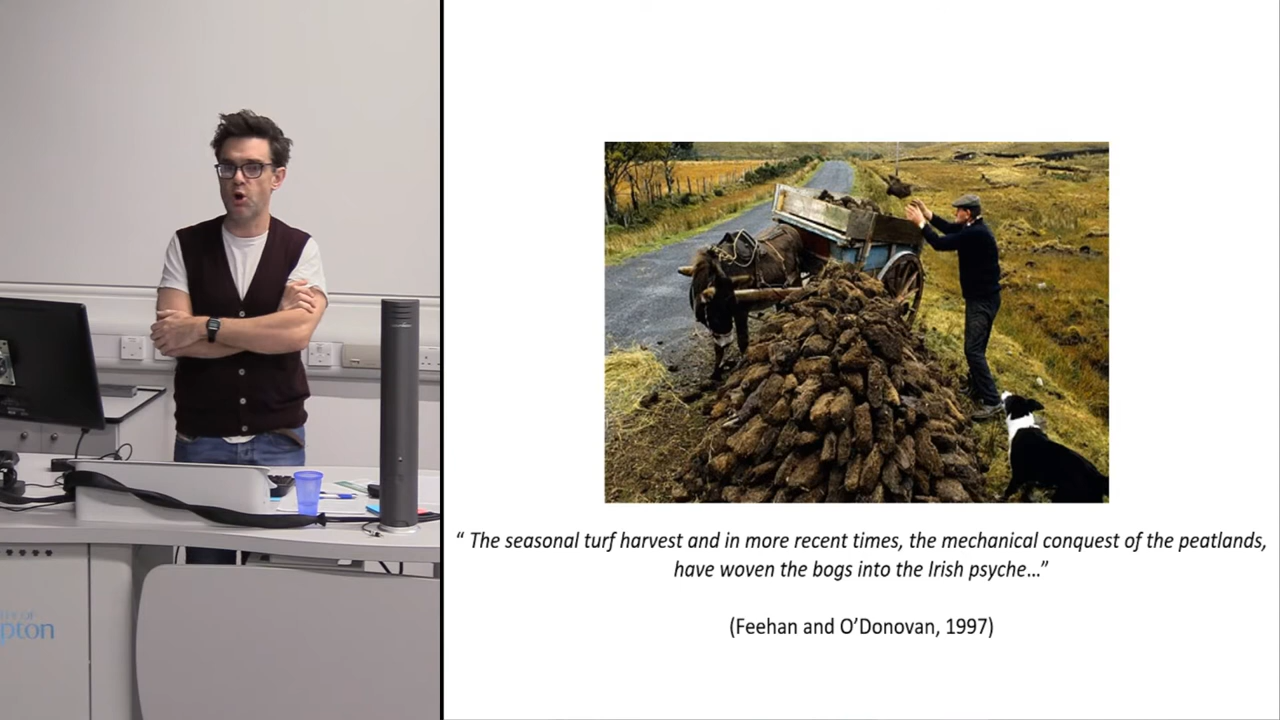 pton
“ The seasonal turf harvest and in more recent times, the mechanical conquest of the peatlands,
have woven the bogs into the Irish psyche…”
(Feehan and O’Donovan, 1997)